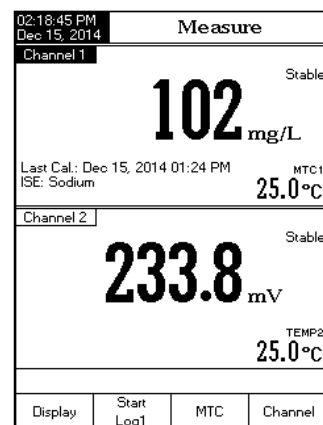 02:18:45 PM
Dec 15, 2014
Measure
Channel 1
Stable
102 mg/L
Last Cal.: Dec 15, 2014 01:24 PM
ISE: Sodium
MTC1
25.0°C
Channel 2
Stable
233.8 mV
TEMP2
25.0°C
Display
Start
Log1
MTC
Channel